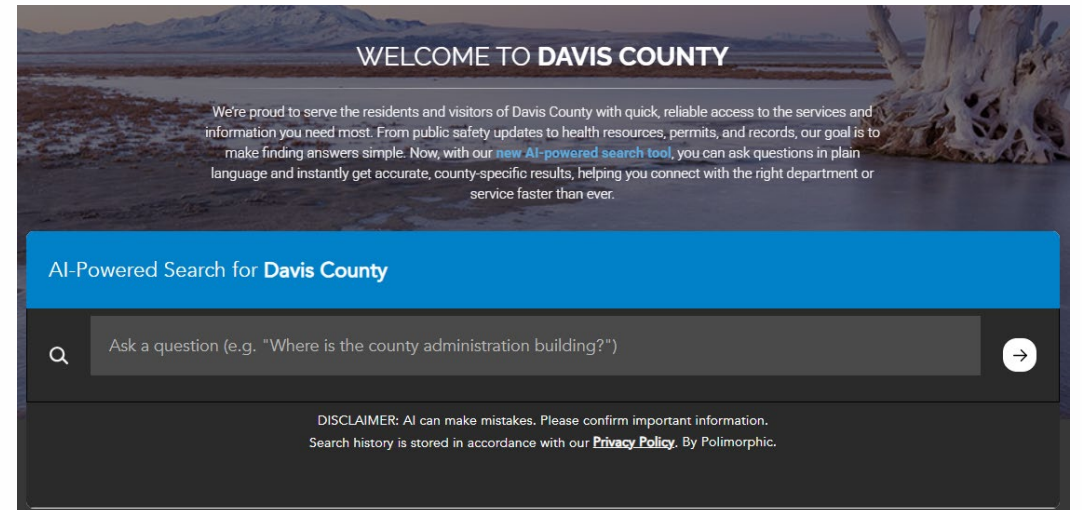 WELCOME TO DAVIS COUNTY
We're proud to serve the residents and visitors of Davis County with quick, reliable access to the services and
information you need most. From public safety updates to health resources, permits, and records, our goal is to
make finding answers simple. Now, with our new AI-powered search tool, you can ask questions in plain
language and instantly get accurate, county-specific results, helping you connect with the right department or
service faster than ever.
AI-Powered Search for Davis County
Ask a question (e.g. "Where is the county administration building?")
DISCLAIMER: AI can make mistakes. Please confirm important information.
Search history is stored in accordance with our Privacy Policy. By Polimorphic.